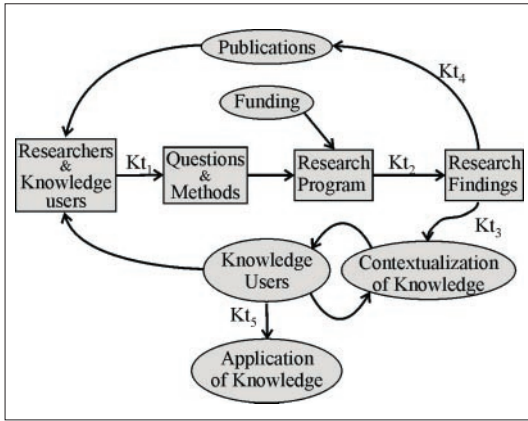 Publications
Kt4
Funding
Researchers
&
Knowledge
users
Kt1
Questions
&
Methods
Research
Program
Kt2
Research
Findings
Kt3
Knowledge
Users
Contextualization
of Knowledge
Kt5
Application
of Knowledge